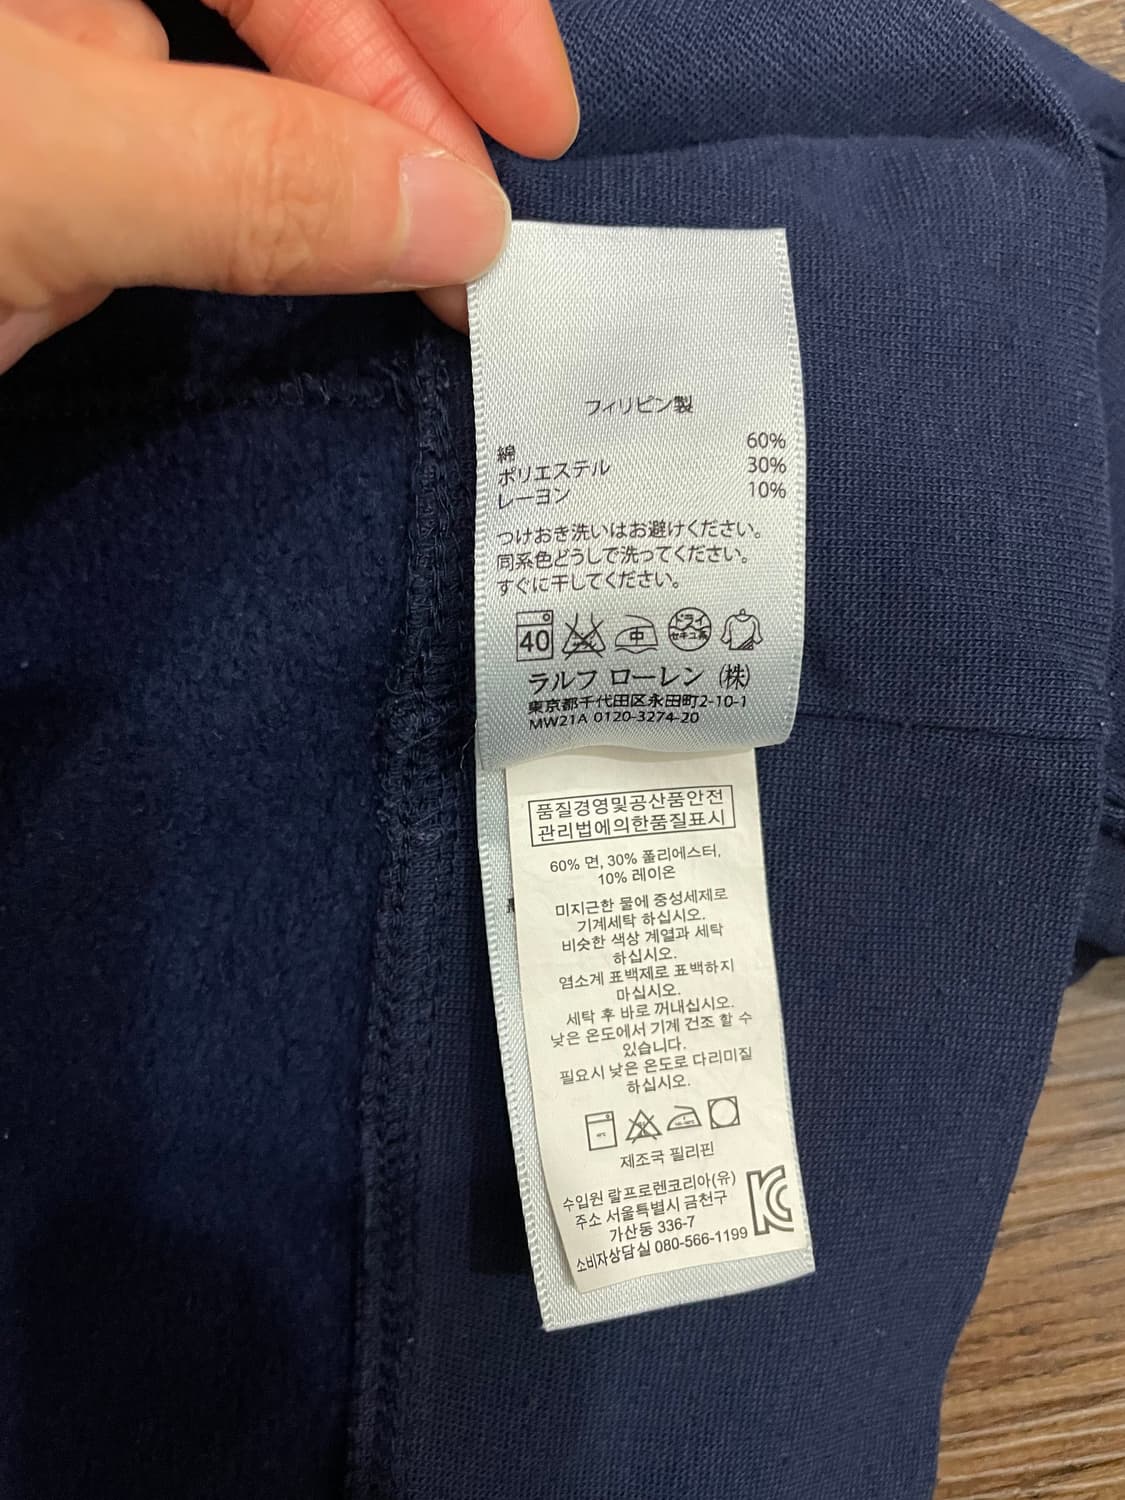 フィリピン製
綿 60%
ポリエステル 30%
レーヨン 10%
つけおき洗いはお避けください。
同系色どうしで洗ってください。
すぐに干してください。
40 中 ドライ セキユ系
ラルフ ローレン (株)
東京都千代田区永田町2-10-1
MW21A 0120-3274-20
품질경영및공산품안전
관리법에의한품질표시
60% 면, 30% 폴리에스터,
10% 레이온
미지근한 물에 중성세제로
기계세탁 하십시오.
비슷한 색상 계열과 세탁
하십시오.
염소계 표백제로 표백하지
마십시오.
세탁 후 바로 꺼내십시오.
낮은 온도에서 기계 건조 할 수
있습니다.
필요시 낮은 온도로 다리미질
하십시오.
제조국 필리핀
수입원 랄프로렌코리아(유)
주소 서울특별시 금천구
가산동 336-7
소비자상담실 080-566-1199